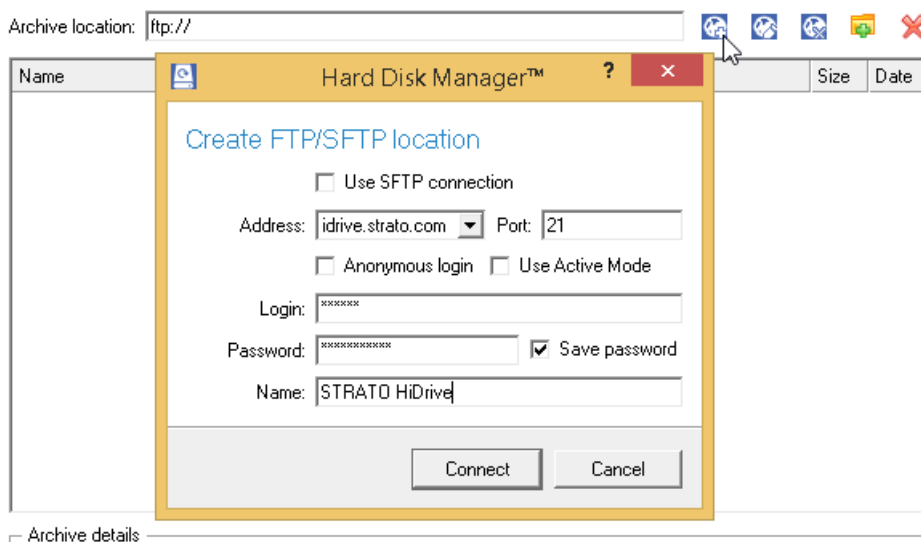 Archive location: ftp://
Name Size Date
Hard Disk Manager™ ?
Create FTP/SFTP location
Use SFTP connection
Address: idrive.strato.com Port: 21
Anonymous login Use Active Mode
Login: ******
Password: *********** Save password
Name: STRATO HiDrive
Connect Cancel
Archive details